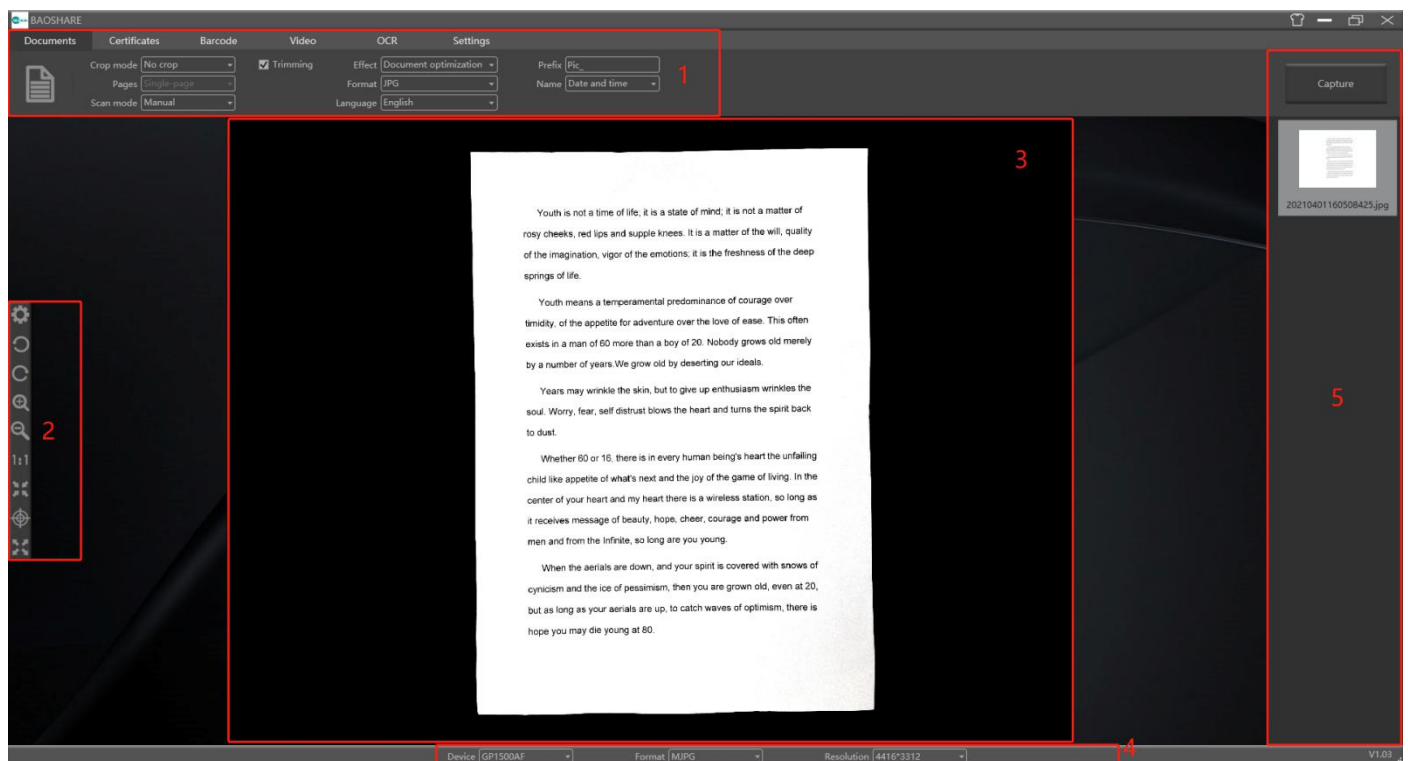 BAOSHARE
Documents Certificates Barcode Video OCR Settings
Crop mode No crop Trimming Effect Document optimization Prefix Pic_
Pages Single-page Format JPG Name Date and time
Scan mode Manual Language English
1
Capture
20210401160508425.jpg
3
Youth is not a time of life; it is a state of mind; it is not a matter of
rosy cheeks, red lips and supple knees. It is a matter of the will, quality
of the imagination, vigor of the emotions; it is the freshness of the deep
springs of life.
Youth means a temperamental predominance of courage over
timidity, of the appetite for adventure over the love of ease. This often
exists in a man of 60 more than a boy of 20. Nobody grows old merely
by a number of years.We grow old by deserting our ideals.
Years may wrinkle the skin, but to give up enthusiasm wrinkles the
soul. Worry, fear, self distrust blows the heart and turns the spirit back
to dust.
Whether 60 or 16, there is in every human being's heart the unfailing
child like appetite of what's next and the joy of the game of living. In the
center of your heart and my heart there is a wireless station, so long as
it receives message of beauty, hope, cheer, courage and power from
men and from the Infinite, so long are you young.
When the aerials are down, and your spirit is covered with snows of
cynicism and the ice of pessimism, then you are grown old, even at 20,
but as long as your aerials are up, to catch waves of optimism, there is
hope you may die young at 80.
2
1:1
5
Device GP1500AF Format MJPG Resolution 4416*3312
4
V1.03